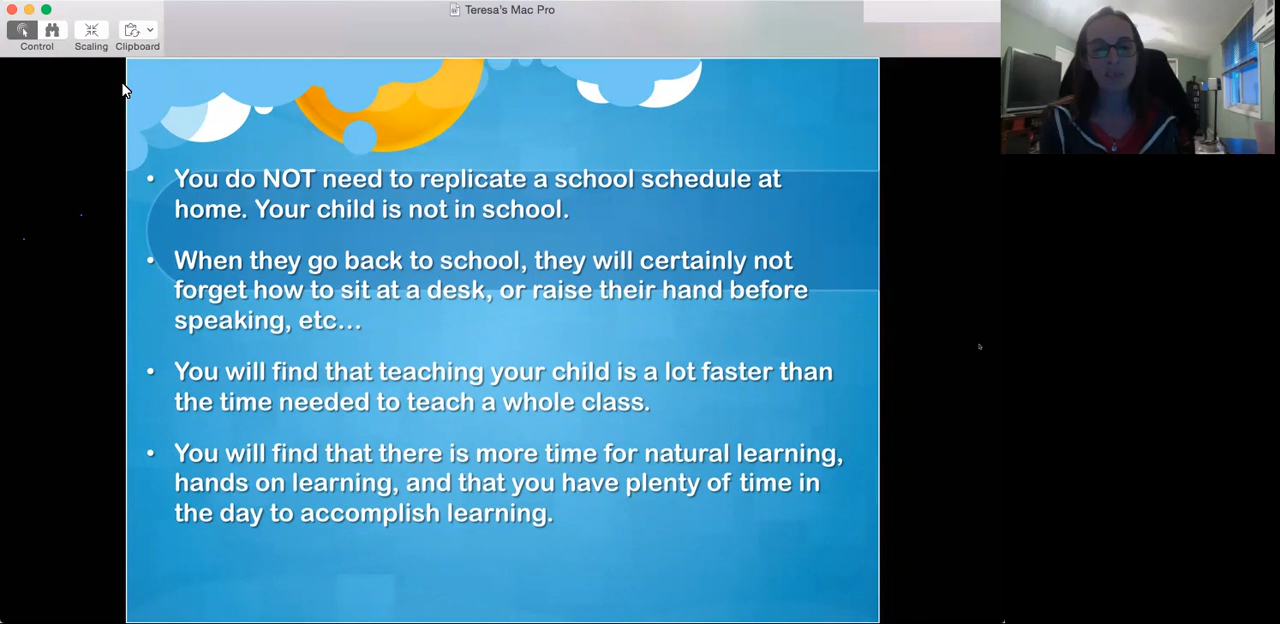 Teresa's Mac Pro
Control
Scaling
Clipboard
• You do NOT need to replicate a school schedule at
home. Your child is not in school.
• When they go back to school, they will certainly not
forget how to sit at a desk, or raise their hand before
speaking, etc...
• You will find that teaching your child is a lot faster than
the time needed to teach a whole class.
• You will find that there is more time for natural learning,
hands on learning, and that you have plenty of time in
the day to accomplish learning.